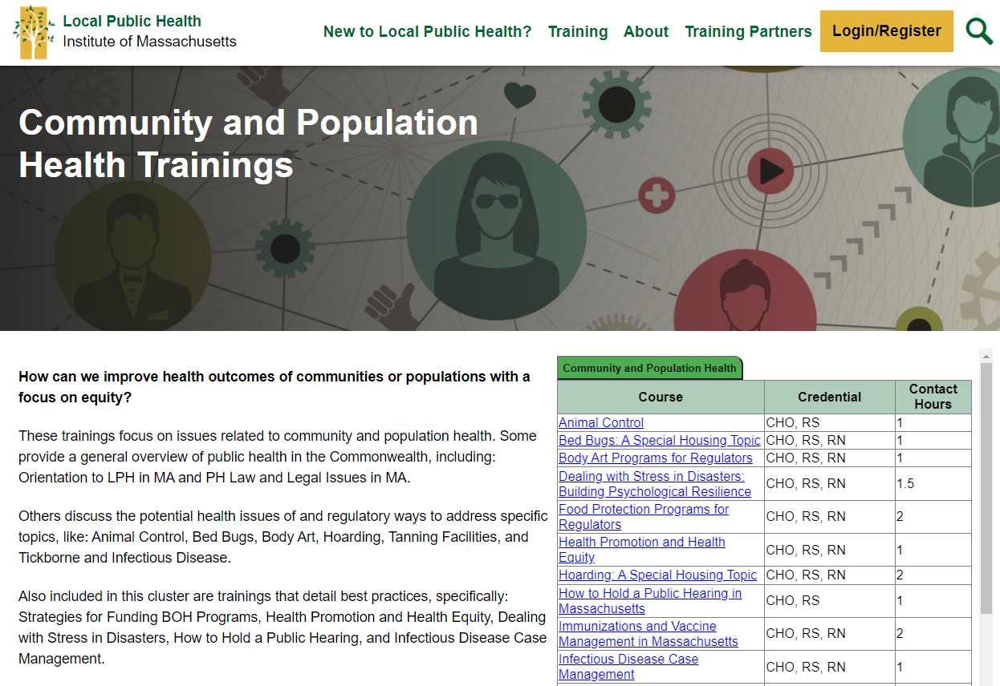 Local Public Health
Institute of Massachusetts
New to Local Public Health? Training About Training Partners Login/Register
Community and Population
Health Trainings
How can we improve health outcomes of communities or populations with a
focus on equity?
These trainings focus on issues related to community and population health. Some
provide a general overview of public health in the Commonwealth, including:
Orientation to LPH in MA and PH Law and Legal Issues in MA.
Others discuss the potential health issues of and regulatory ways to address specific
topics, like: Animal Control, Bed Bugs, Body Art, Hoarding, Tanning Facilities, and
Tickborne and Infectious Disease.
Also included in this cluster are trainings that detail best practices, specifically:
Strategies for Funding BOH Programs, Health Promotion and Health Equity, Dealing
with Stress in Disasters, How to Hold a Public Hearing, and Infectious Disease Case
Management.
Community and Population Health
Course Credential Contact
Hours
Animal Control CHO, RS 1
Bed Bugs: A Special Housing Topic CHO, RS, RN 1
Body Art Programs for Regulators CHO, RS, RN 1
Dealing with Stress in Disasters:
Building Psychological Resilience CHO, RS, RN 1.5
Food Protection Programs for
Regulators CHO, RS, RN 2
Health Promotion and Health
Equity CHO, RS, RN 1
Hoarding: A Special Housing Topic CHO, RS, RN 2
How to Hold a Public Hearing in
Massachusetts CHO, RS 1
Immunizations and Vaccine
Management in Massachusetts CHO, RS, RN 2
Infectious Disease Case
Management CHO, RS, RN 1